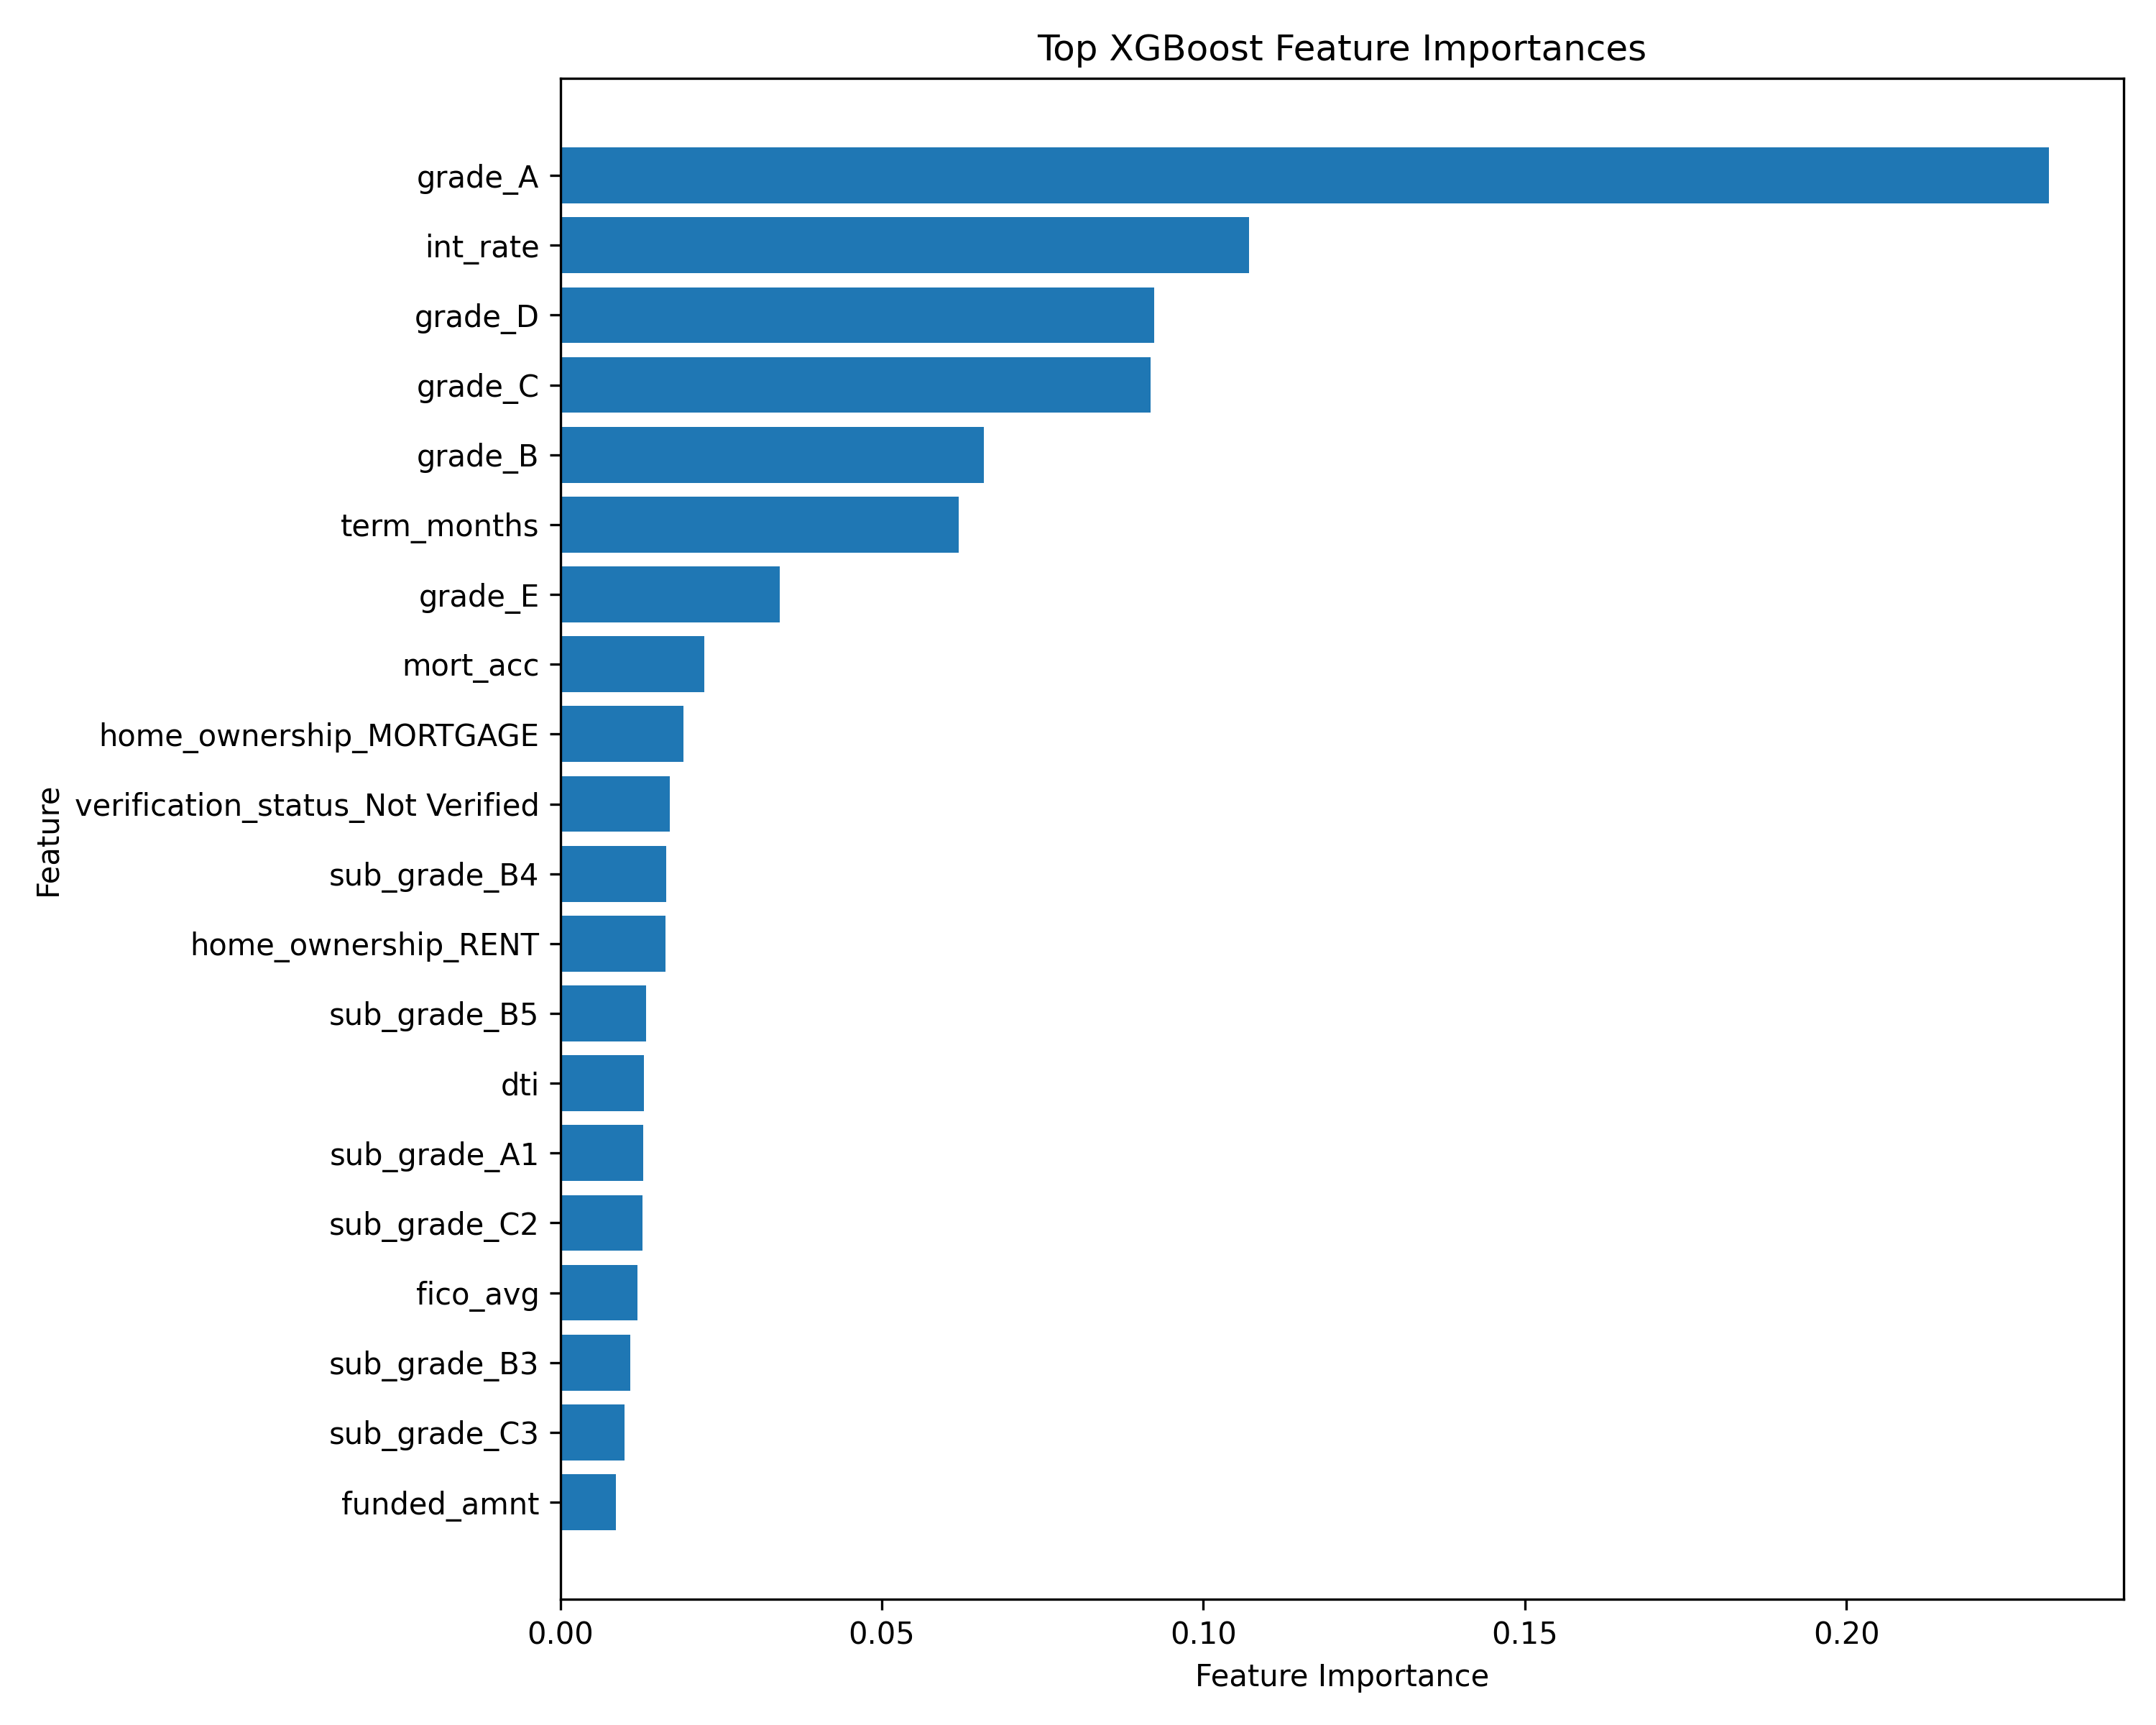 Top XGBoost Feature Importances
Feature
grade_A
int_rate
grade_D
grade_C
grade_B
term_months
grade_E
mort_acc
home_ownership_MORTGAGE
verification_status_Not Verified
sub_grade_B4
home_ownership_RENT
sub_grade_B5
dti
sub_grade_A1
sub_grade_C2
fico_avg
sub_grade_B3
sub_grade_C3
funded_amnt
0.00 0.05 0.10 0.15 0.20
Feature Importance